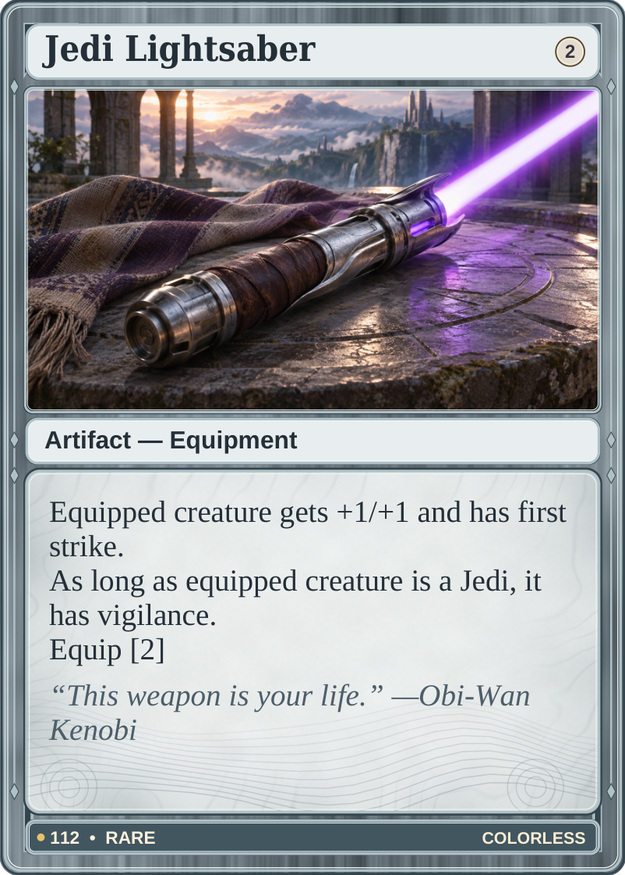 Jedi Lightsaber
2
Artifact — Equipment
Equipped creature gets +1/+1 and has first
strike.
As long as equipped creature is a Jedi, it
has vigilance.
Equip [2]
“This weapon is your life.” —Obi-Wan
Kenobi
112 • RARE
COLORLESS